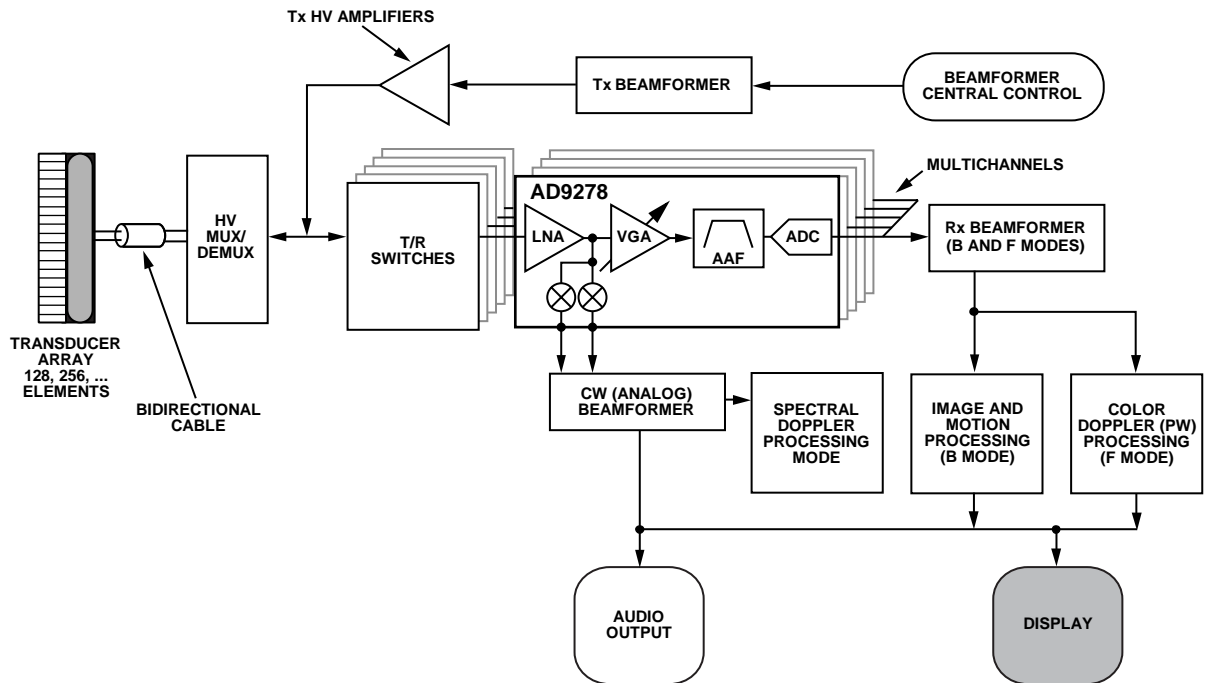 Tx HV AMPLIFIERS
Tx BEAMFORMER
BEAMFORMER
CENTRAL CONTROL
MULTICHANNELS
HV
MUX/
DEMUX
T/R
SWITCHES
AD9278
LNA
VGA
AAF
ADC
Rx BEAMFORMER
(B AND F MODES)
TRANSDUCER
ARRAY
128, 256, ...
ELEMENTS
BIDIRECTIONAL
CABLE
CW (ANALOG)
BEAMFORMER
SPECTRAL
DOPPLER
PROCESSING
MODE
IMAGE AND
MOTION
PROCESSING
(B MODE)
COLOR
DOPPLER (PW)
PROCESSING
(F MODE)
AUDIO
OUTPUT
DISPLAY